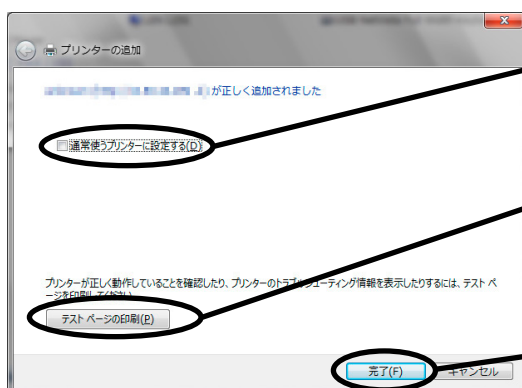 プリンターの追加
が正しく追加されました
通常使うプリンターに設定する(D)
プリンターが正しく動作していることを確認したり、プリンターのトラブルシューティング情報を表示したりするには、テスト ペ
ージを印刷してください。
テスト ページの印刷(P)
完了(F)
キャンセル